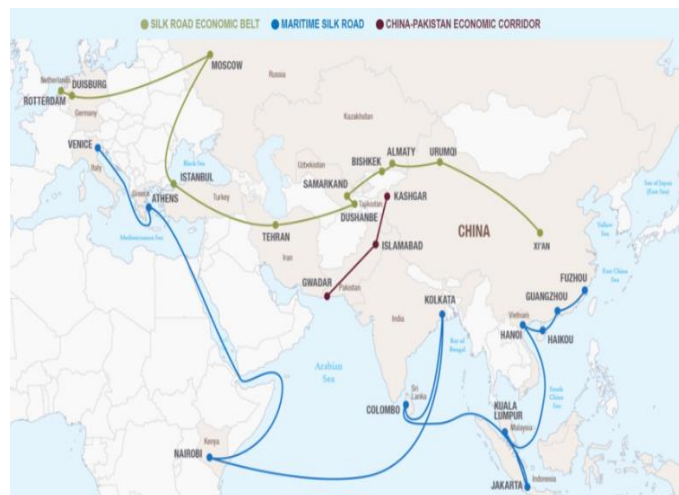 SILK ROAD ECONOMIC BELT
MARITIME SILK ROAD
CHINA-PAKISTAN ECONOMIC CORRIDOR
MOSCOW
Russia
Netherlands
DUISBURG
ROTTERDAM
Germany
Kazakhstan
VENICE
Italy
Black Sea
ISTANBUL
Greece
ATHENS
Turkey
Mediterranean Sea
Uzbekistan
BISHKEK
ALMATY
URUMQI
SAMARKAND
Tajikistan
DUSHANBE
KASHGAR
TEHRAN
Iran
ISLAMABAD
CHINA
XI'AN
Sea of Japan
(East Sea)
Yellow
Sea
East China
Sea
GWADAR
Pakistan
KOLKATA
India
FUZHOU
GUANGZHOU
Vietnam
HANOI
HAIKOU
Arabian
Sea
Bay of
Bengal
Sri
Lanka
COLOMBO
South
China
Sea
KUALA
LUMPUR
Malaysia
Kenya
NAIROBI
JAKARTA
Indonesia